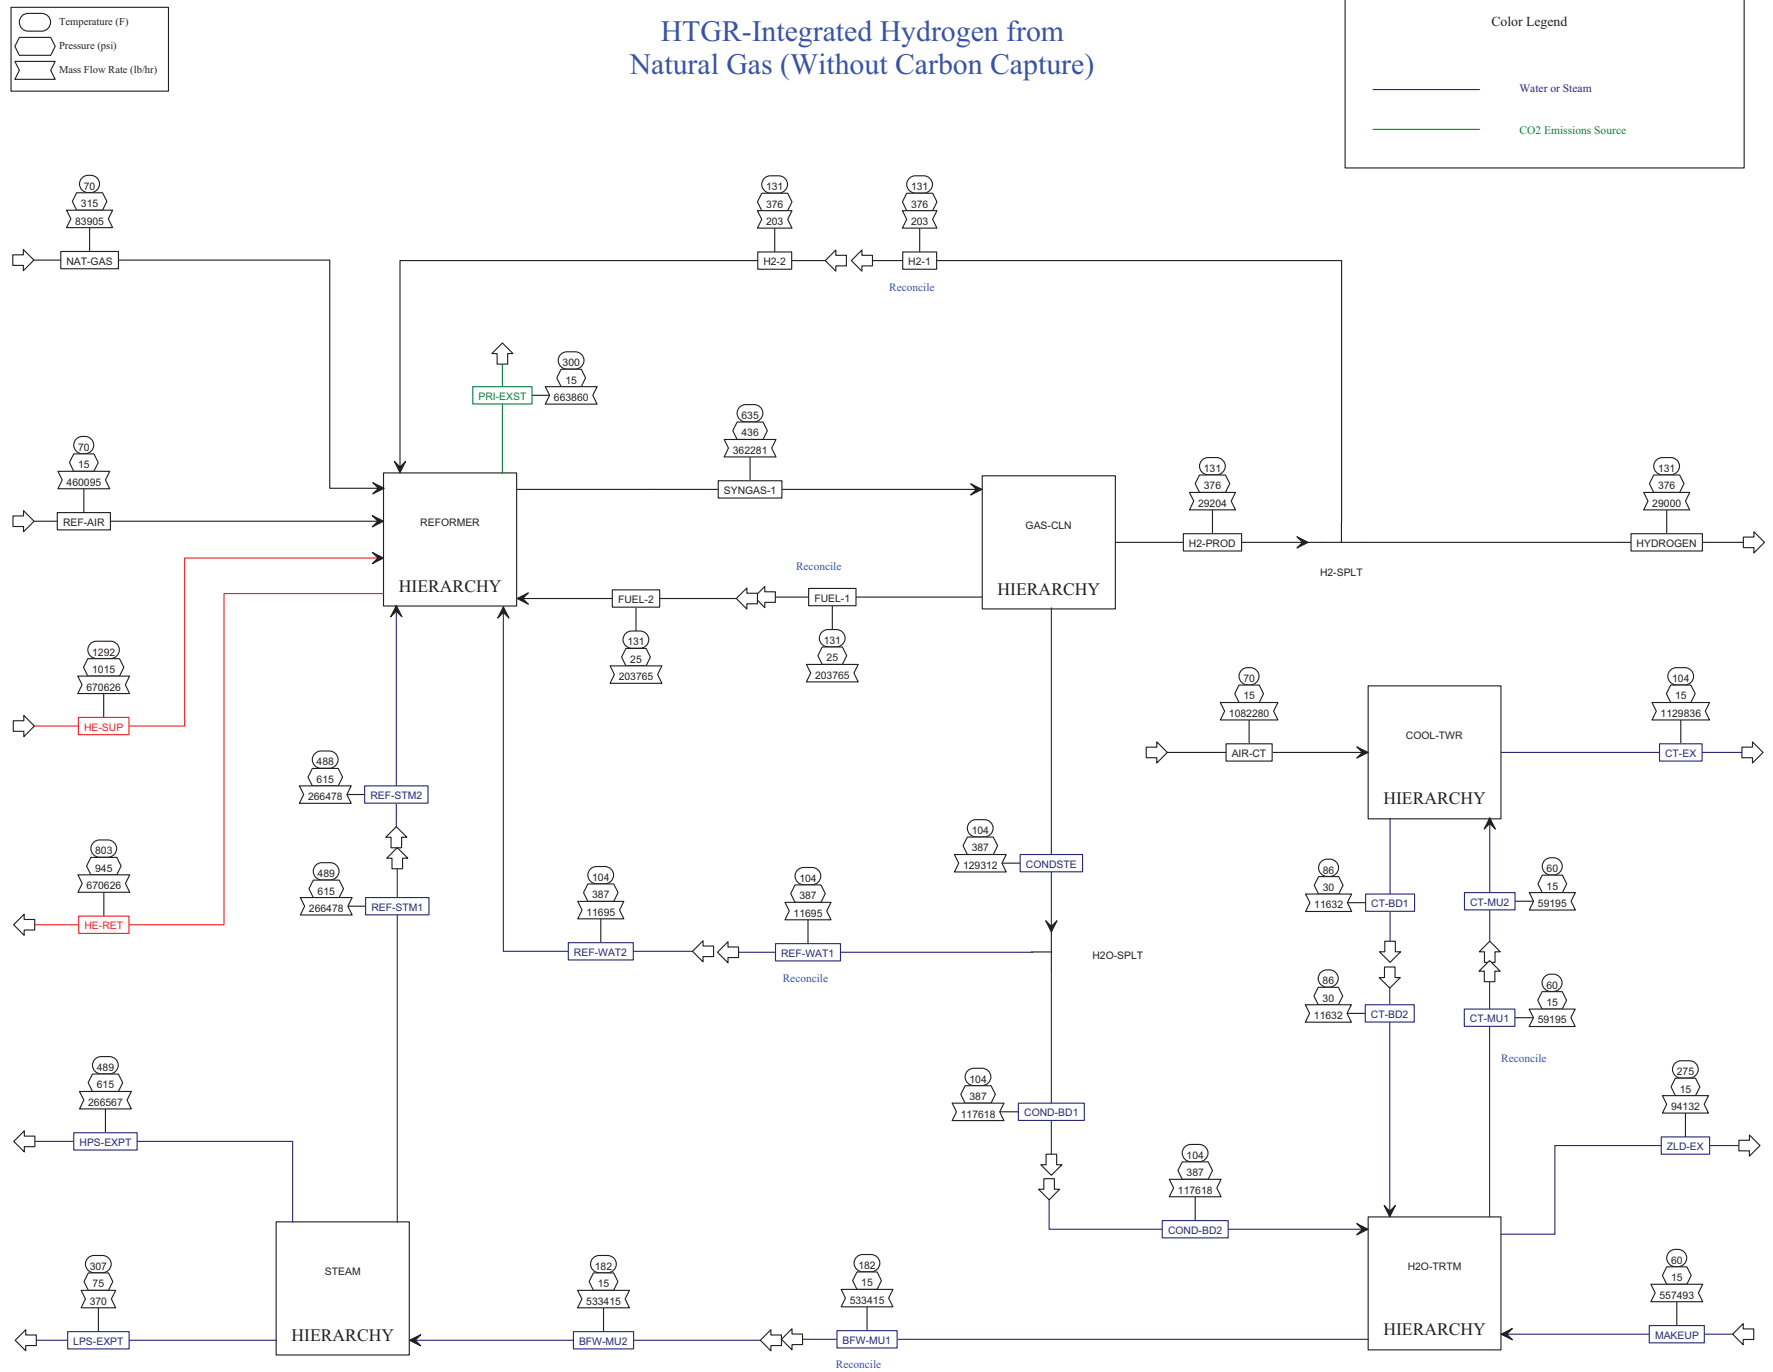 Temperature (F)
Pressure (psi)
Mass Flow Rate (lb/hr)
HTGR-Integrated Hydrogen from
Natural Gas (Without Carbon Capture)
Color Legend
Water or Steam
CO2 Emissions Source
70
315
83905
NAT-GAS
131
376
203
H2-2
131
376
203
H2-1
Reconcile
PRI-EXST
300
15
663860
70
15
460095
REF-AIR
635
436
362281
SYNGAS-1
REFORMER
HIERARCHY
GAS-CLN
HIERARCHY
131
376
29204
H2-PROD
H2-SPLT
131
376
29000
HYDROGEN
Reconcile
FUEL-2
131
25
203765
FUEL-1
131
25
203765
1292
1015
670626
HE-SUP
803
945
670626
HE-RET
488
615
266478
REF-STM2
489
615
266478
REF-STM1
70
15
1082280
AIR-CT
COOL-TWR
HIERARCHY
104
15
1129836
CT-EX
104
387
129312
CONDSTE
104
387
11695
REF-WAT2
104
387
11695
REF-WAT1
Reconcile
H2O-SPLT
86
30
11632
CT-BD1
60
15
59195
CT-MU2
86
30
11632
CT-BD2
60
15
59195
CT-MU1
Reconcile
489
615
266567
HPS-EXPT
104
387
117618
COND-BD1
104
387
117618
COND-BD2
275
15
94132
ZLD-EX
STEAM
HIERARCHY
307
75
370
LPS-EXPT
182
15
533415
BFW-MU2
182
15
533415
BFW-MU1
Reconcile
H2O-TRTM
HIERARCHY
60
15
557493
MAKEUP